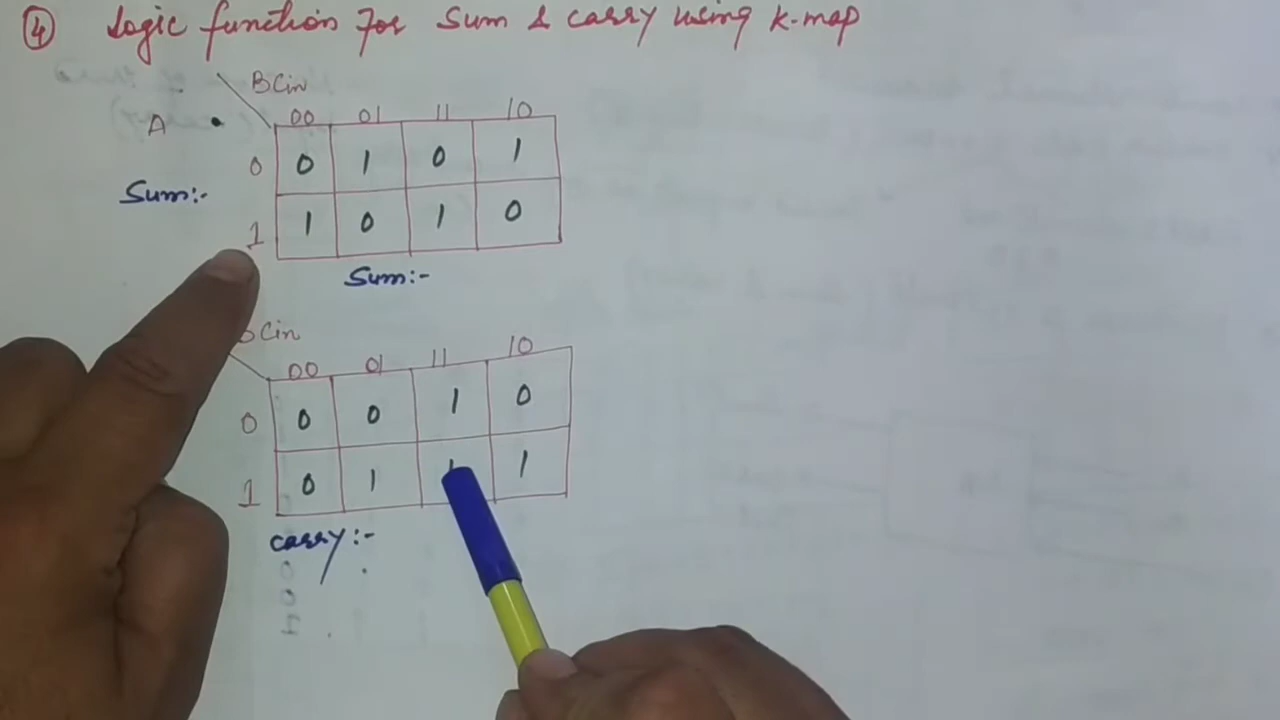 ④ Logic function for Sum & carry using k-map
BCin
A
00 01 11 10
0 0 1 0 1
Sum:-
1 1 0 1 0
Sum:-
BCin
00 01 11 10
0 0 0 1 0
1 0 1 1 1
carry:-